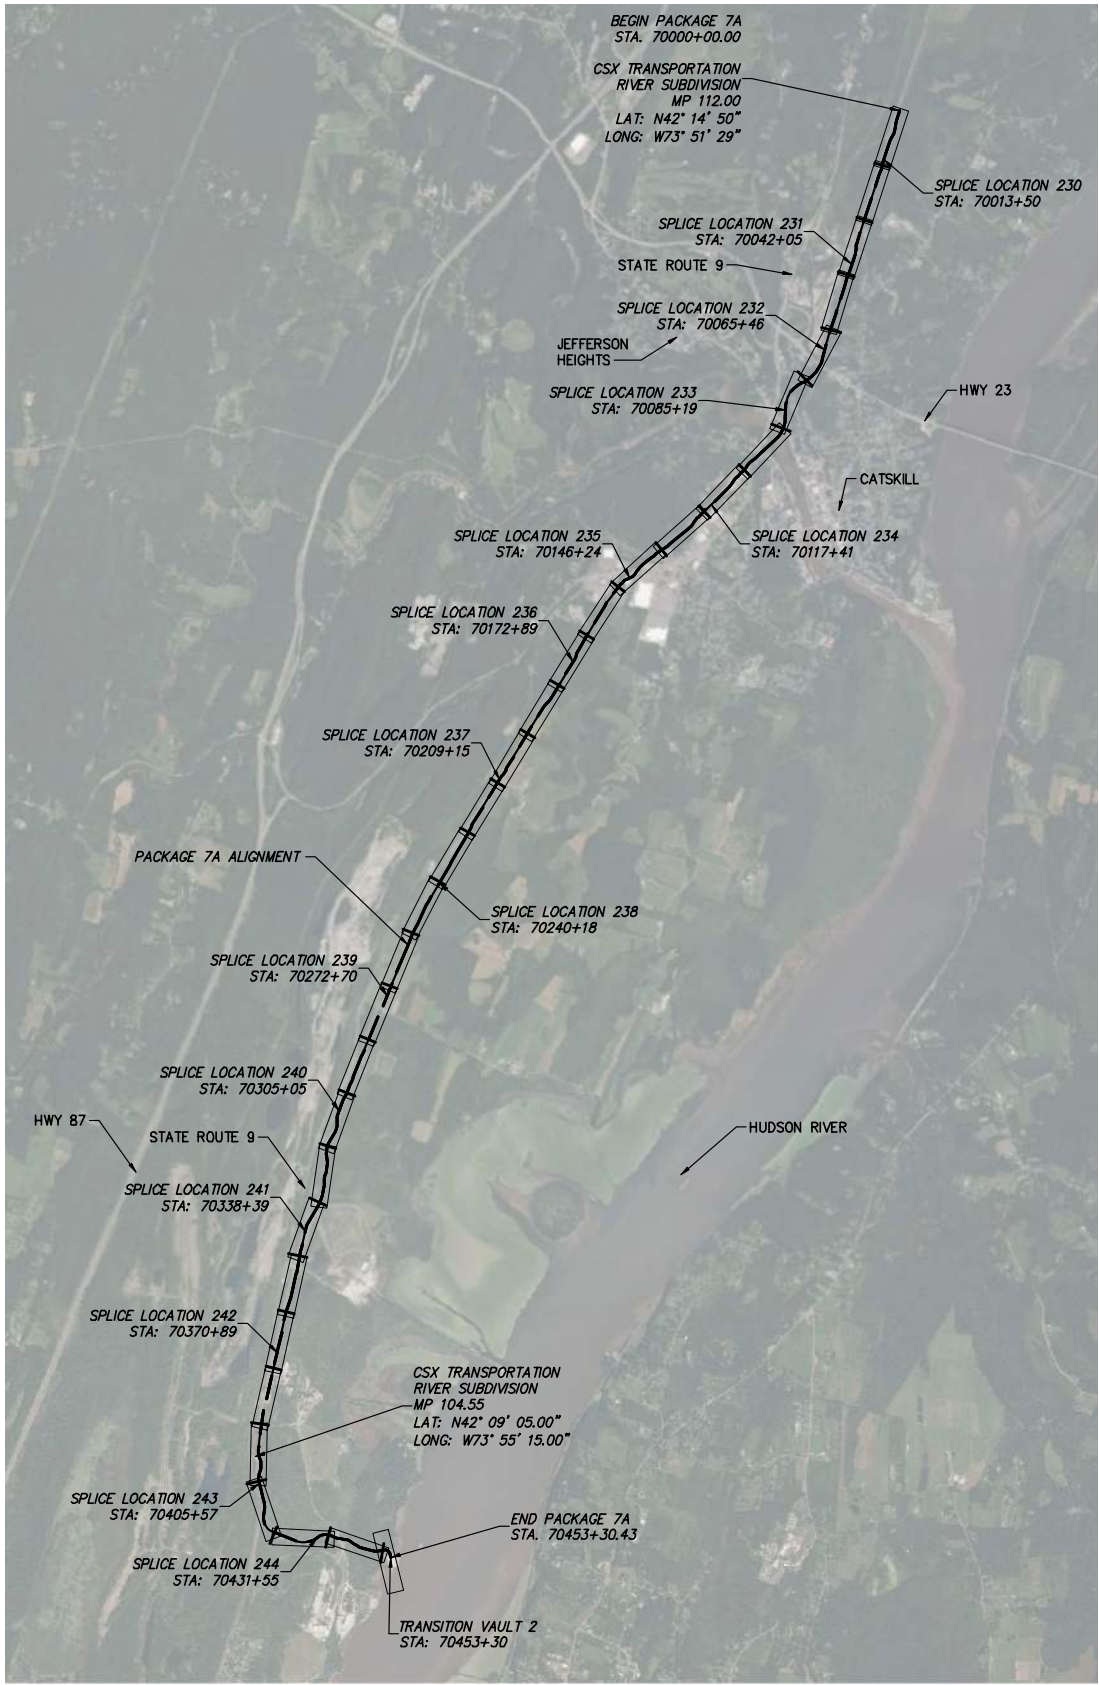 BEGIN PACKAGE 7A
STA. 70000+00.00
CSX TRANSPORTATION
RIVER SUBDIVISION
MP 112.00
LAT: N42° 14' 50"
LONG: W73° 51' 29"
SPLICE LOCATION 230
STA: 70013+50
SPLICE LOCATION 231
STA: 70042+05
STATE ROUTE 9
SPLICE LOCATION 232
STA: 70065+46
JEFFERSON
HEIGHTS
SPLICE LOCATION 233
STA: 70085+19
HWY 23
CATSKILL
SPLICE LOCATION 234
STA: 70117+41
SPLICE LOCATION 235
STA: 70146+24
SPLICE LOCATION 236
STA: 70172+89
SPLICE LOCATION 237
STA: 70209+15
PACKAGE 7A ALIGNMENT
SPLICE LOCATION 238
STA: 70240+18
SPLICE LOCATION 239
STA: 70272+70
SPLICE LOCATION 240
STA: 70305+05
HWY 87
STATE ROUTE 9
HUDSON RIVER
SPLICE LOCATION 241
STA: 70338+39
SPLICE LOCATION 242
STA: 70370+89
CSX TRANSPORTATION
RIVER SUBDIVISION
MP 104.55
LAT: N42° 09' 05.00"
LONG: W73° 55' 15.00"
SPLICE LOCATION 243
STA: 70405+57
END PACKAGE 7A
STA. 70453+30.43
SPLICE LOCATION 244
STA: 70431+55
TRANSITION VAULT 2
STA: 70453+30